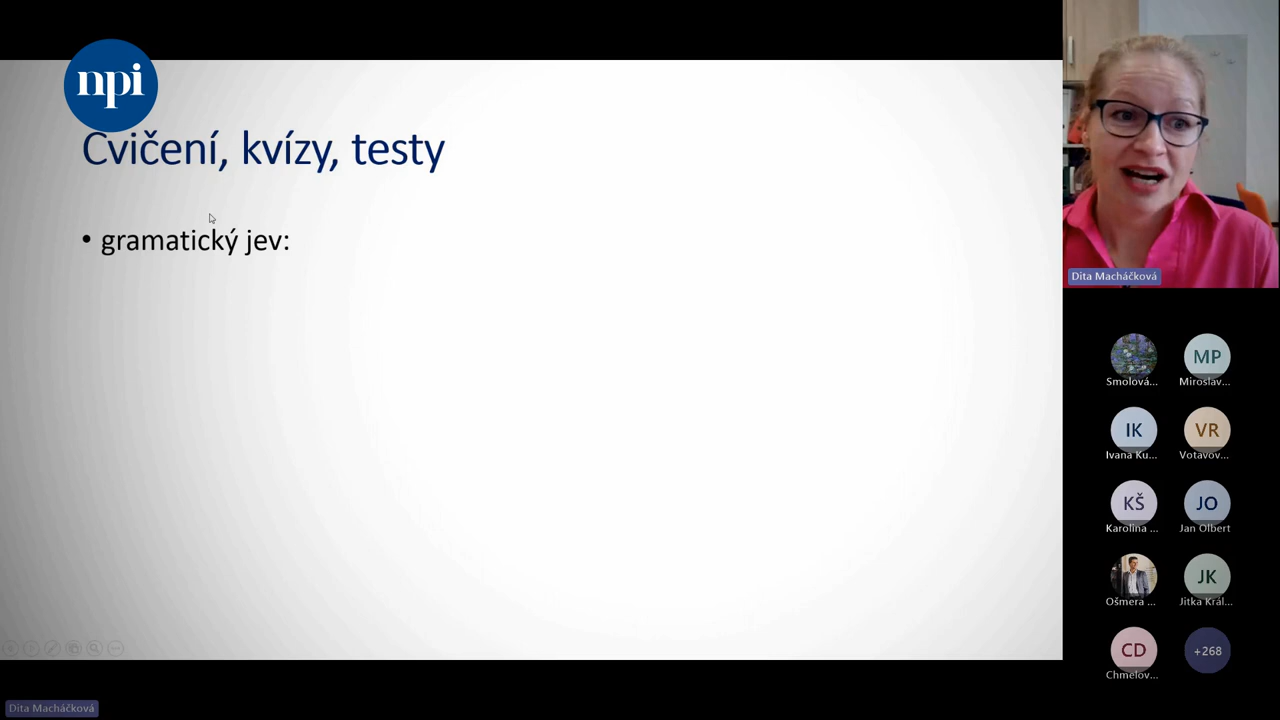 npi
Cvičení, kvízy, testy
• gramatický jev:
Dita Macháčková
Smolová...
MP
Miroslav...
IK
Ivana Ku...
VR
Votavov...
KŠ
Karolína ...
JO
Jan Olbert
Ošmera ...
JK
Jitka Král...
CD
Chmelov...
+268
Dita Macháčková